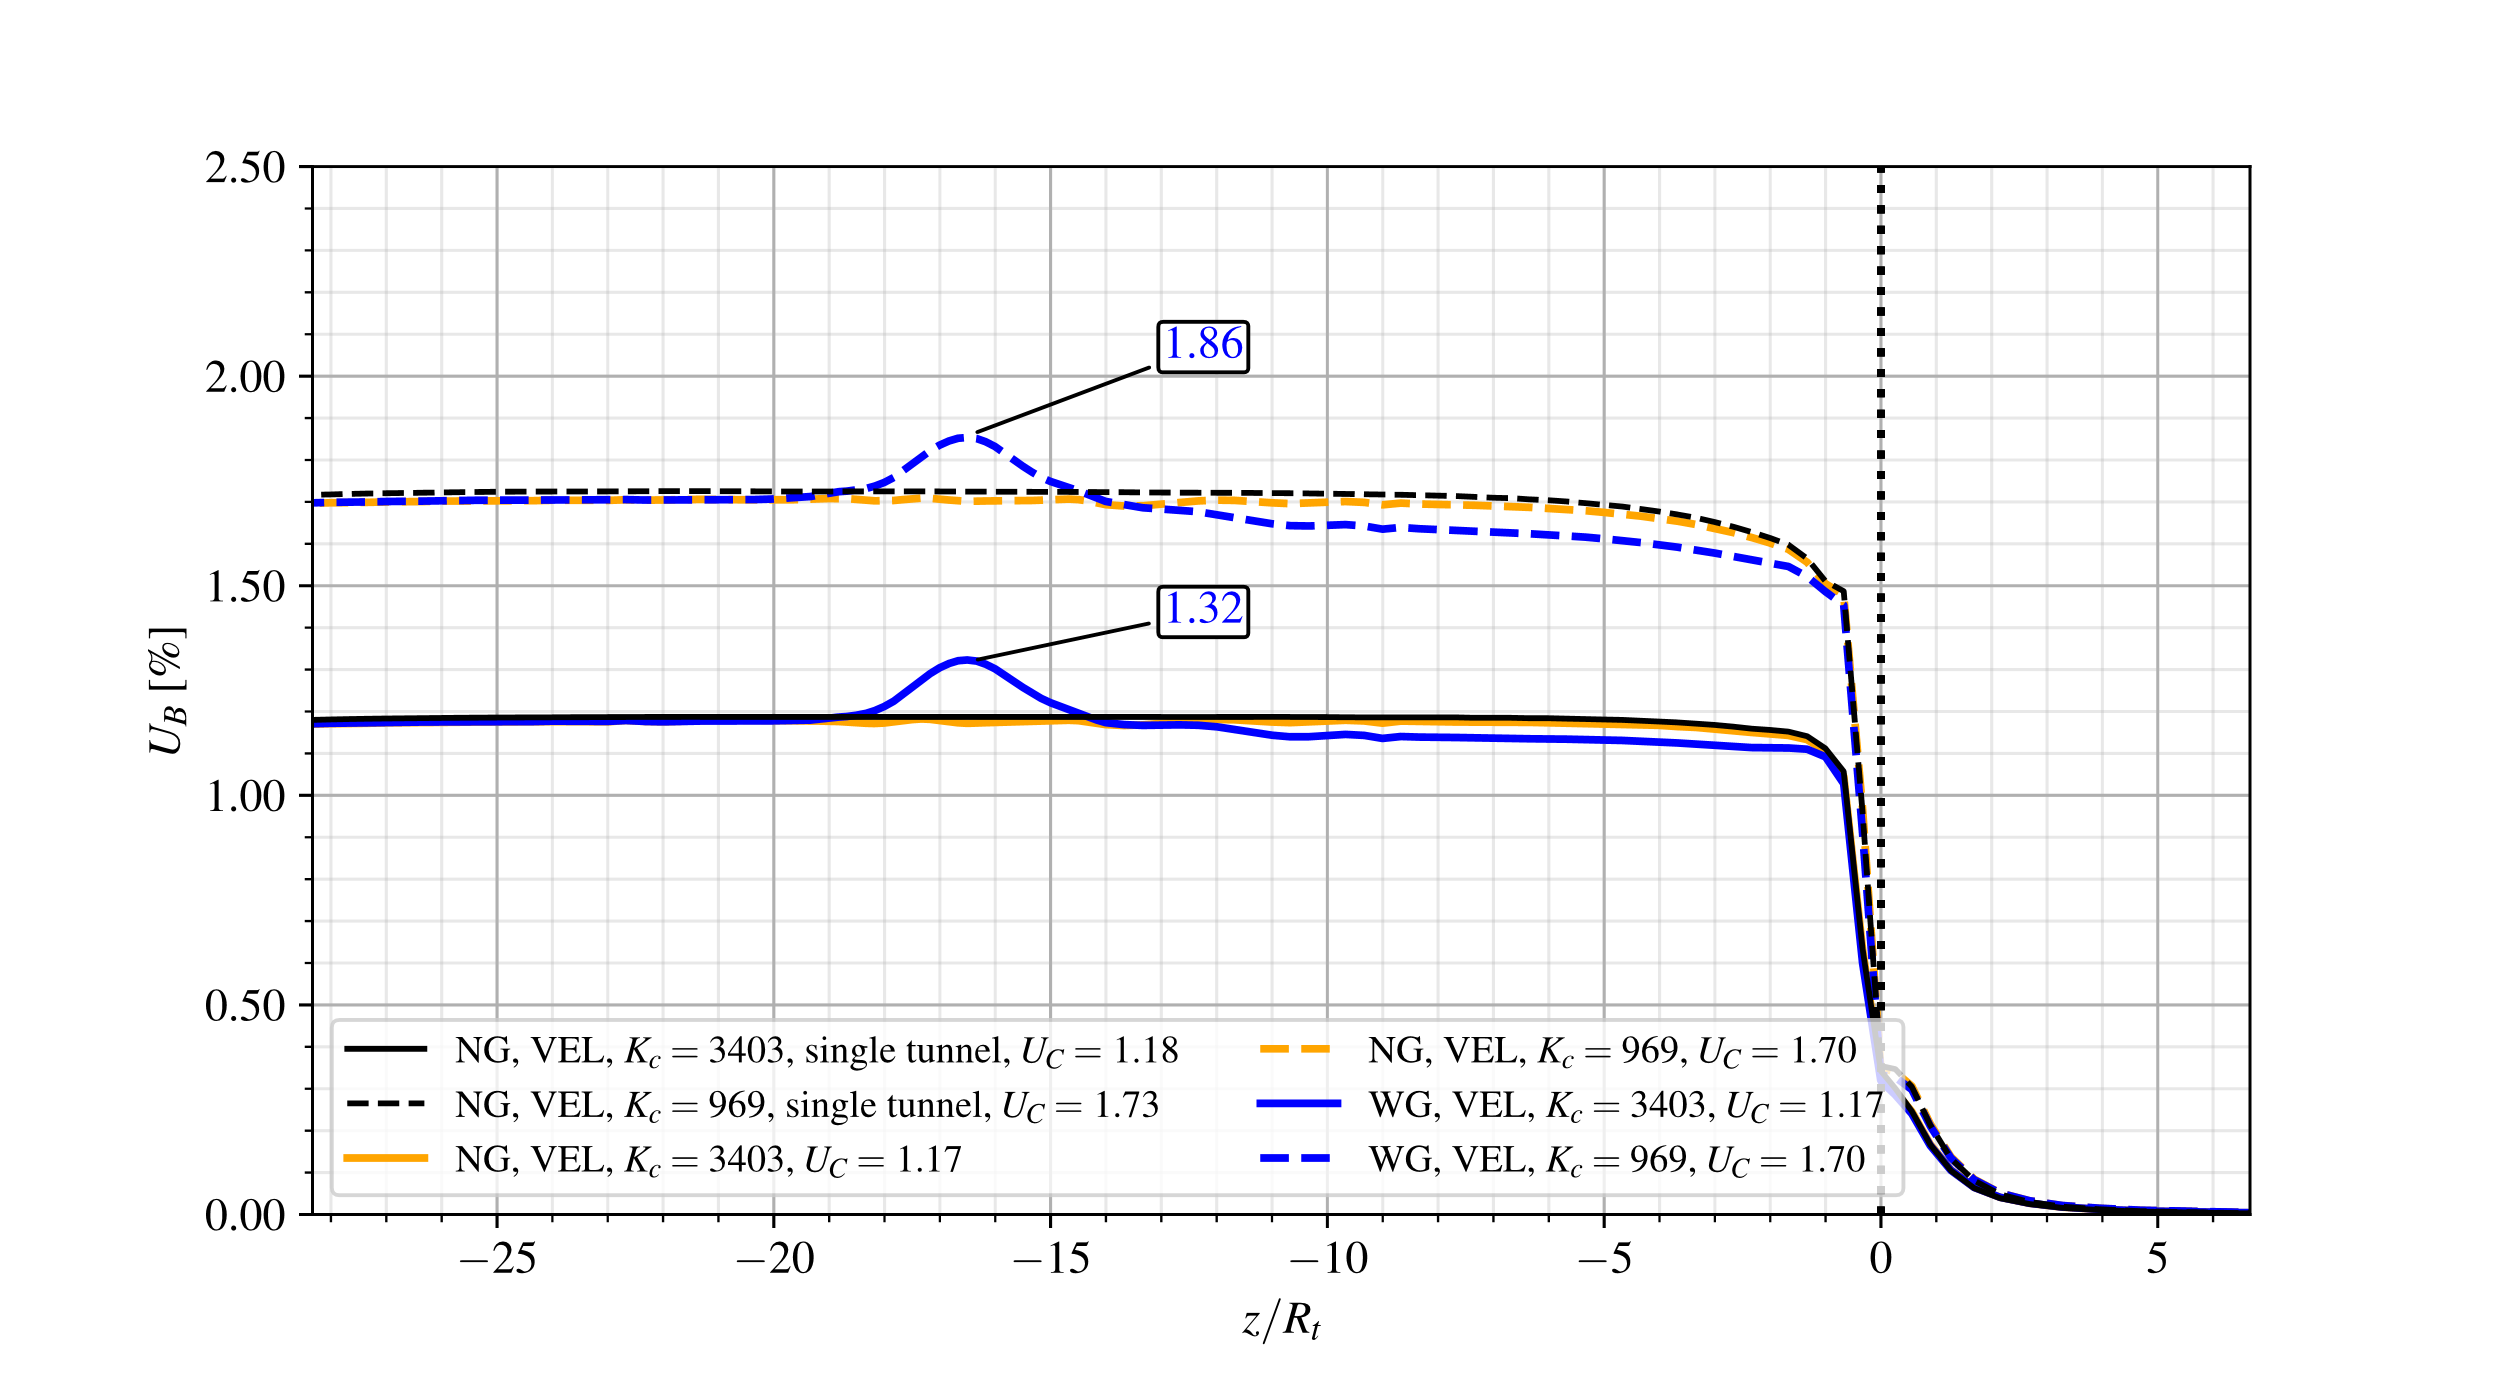 2.50
2.00
1.50
1.00
0.50
0.00
U_B [%]
1.86
1.32
NG, VEL, K_c = 3403, single tunnel, U_C = 1.18
NG, VEL, K_c = 969, single tunnel, U_C = 1.73
NG, VEL, K_c = 3403, U_C = 1.17
NG, VEL, K_c = 969, U_C = 1.70
WG, VEL, K_c = 3403, U_C = 1.17
WG, VEL, K_c = 969, U_C = 1.70
−25 −20 −15 −10 −5 0 5
z/R_t